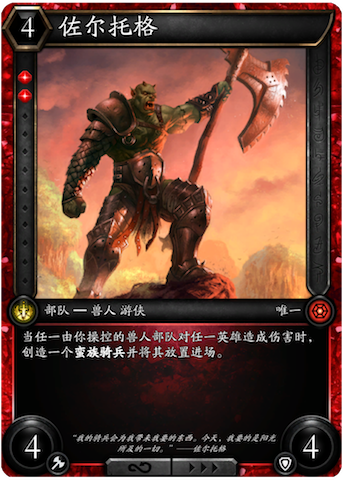 4 佐尔托格
部队 — 兽人 游侠 唯一
当任一由你操控的兽人部队对任一英雄造成伤害时，
创造一个蛮族骑兵并将其放置进场。
“我的骑兵会为我带来我要的东西。今天，我要的是阳光
所及的一切。” ——佐尔托格
4 4